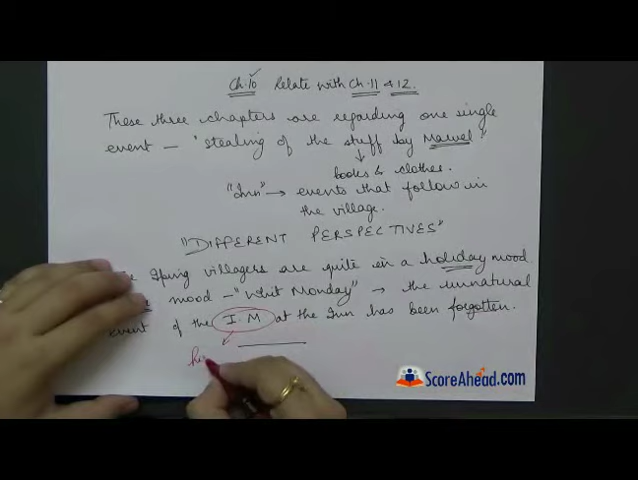 Ch.10 Relate with Ch.11 & 12.
These three chapters are regarding one single
event – 'Stealing of the stuff by Marvel"
books & clothes.
"Inn" → events that follow in
the village.
"DIFFERENT PERSPECTIVES"
Iping villagers are quite in a holiday mood.
mood – "Whit Monday" → the unnatural
event of the I.M at the Inn has been forgotten.
hi
ScoreAhead.com